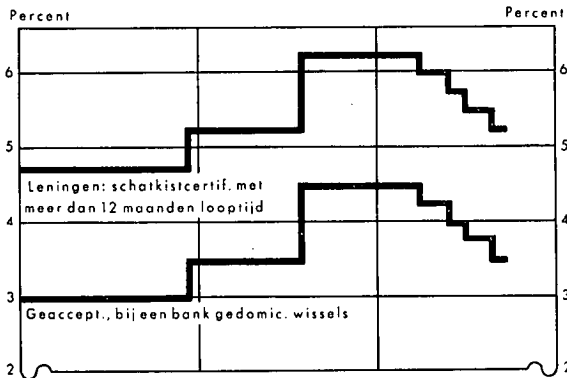 Percent Percent
6 6
5 5
Leningen: schatkistcertif. met
meer dan 12 maanden looptijd
4 4
3 3
Geaccept., bij een bank gedomic. wissels
2 2